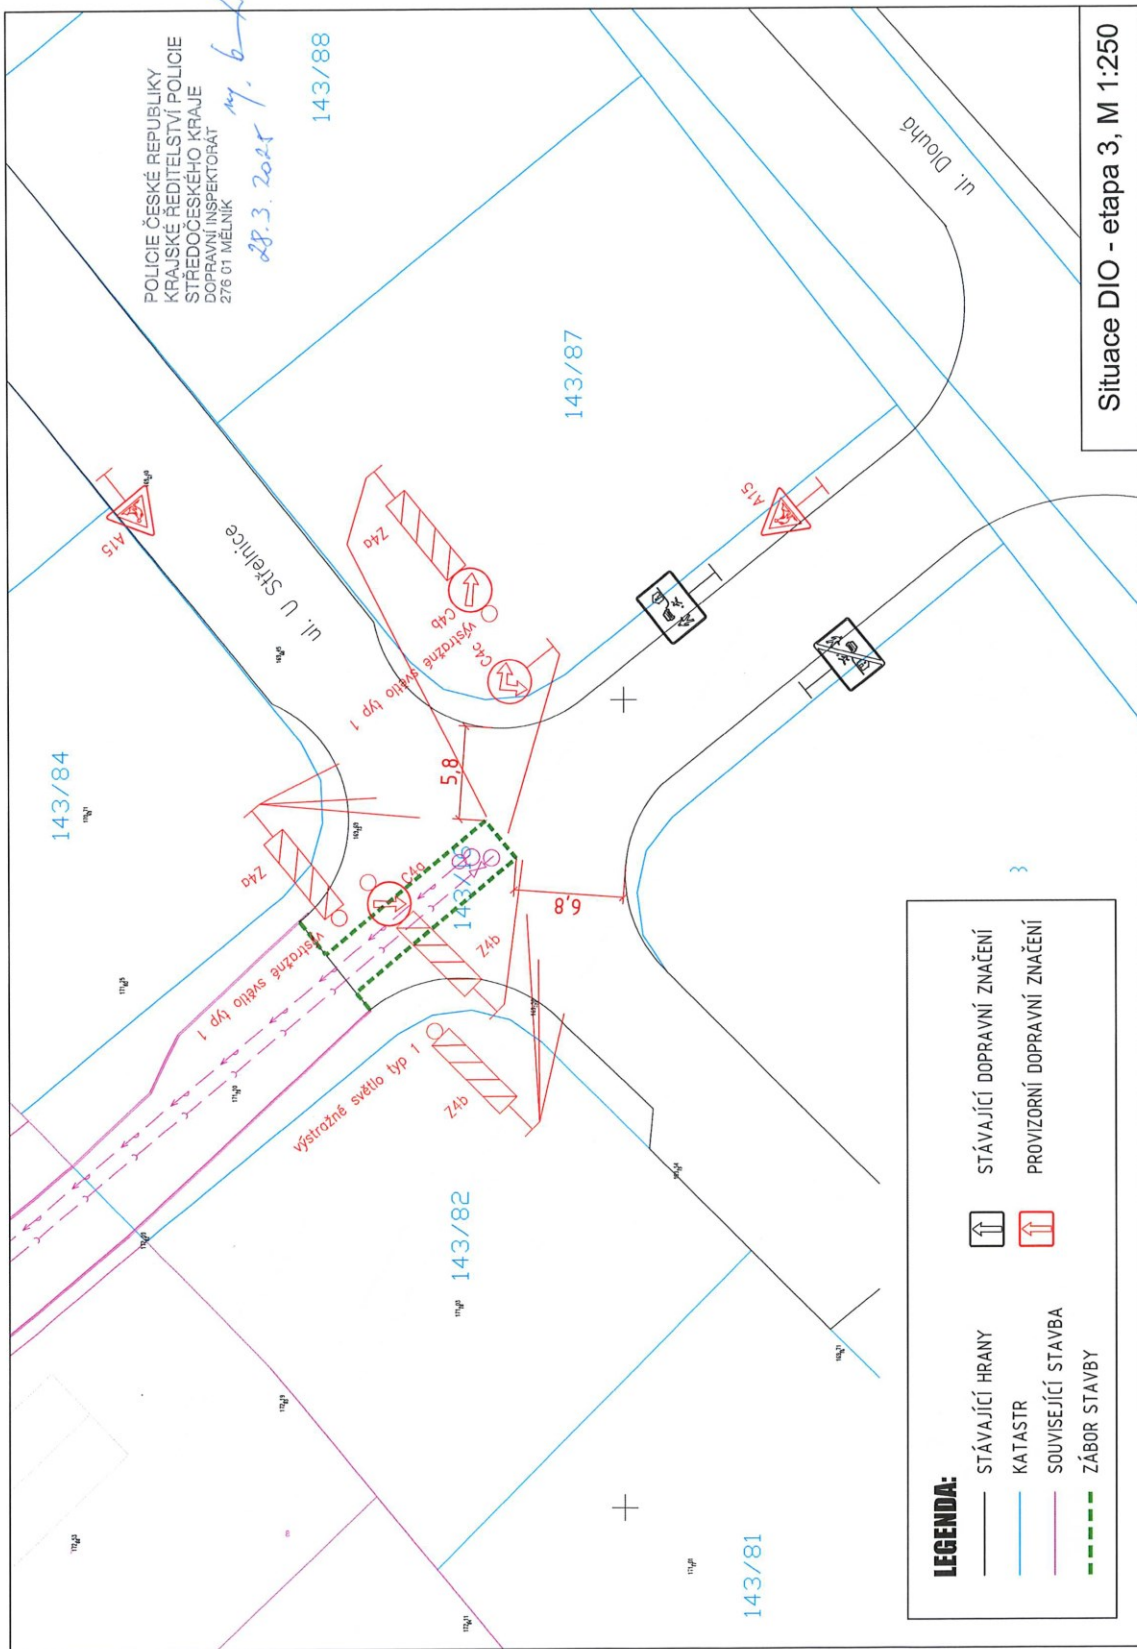 POLICIE ČESKÉ REPUBLIKY
KRAJSKÉ ŘEDITELSTVÍ POLICIE
STŘEDOČESKÉHO KRAJE
DOPRAVNÍ INSPEKTORÁT
276 01 MĚLNÍK
28.3.2025
143/88
143/84
143/87
143/82
143/81
3
ul. U Střelnice
ul. Dlouhá
A15
A15
Z4a
C4b
výstražné světlo typ 1
C4c
5,8
Z4a
C4a
výstražné světlo typ 1
Z4b
6,8
výstražné světlo typ 1
Z4b
LEGENDA:
STÁVAJÍCÍ HRANY
KATASTR
SOUVISEJÍCÍ STAVBA
ZÁBOR STAVBY
STÁVAJÍCÍ DOPRAVNÍ ZNAČENÍ
PROVIZORNÍ DOPRAVNÍ ZNAČENÍ
Situace DIO - etapa 3, M 1:250